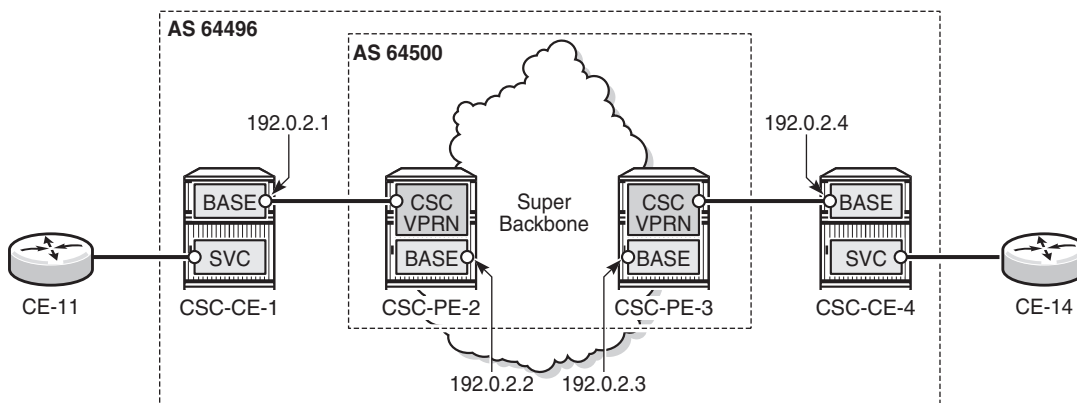 AS 64496
AS 64500
192.0.2.1
192.0.2.4
BASE
CSC
VPRN
Super
Backbone
CSC
VPRN
BASE
SVC
BASE
BASE
SVC
CE-11
CSC-CE-1
CSC-PE-2
CSC-PE-3
CSC-CE-4
CE-14
192.0.2.2
192.0.2.3